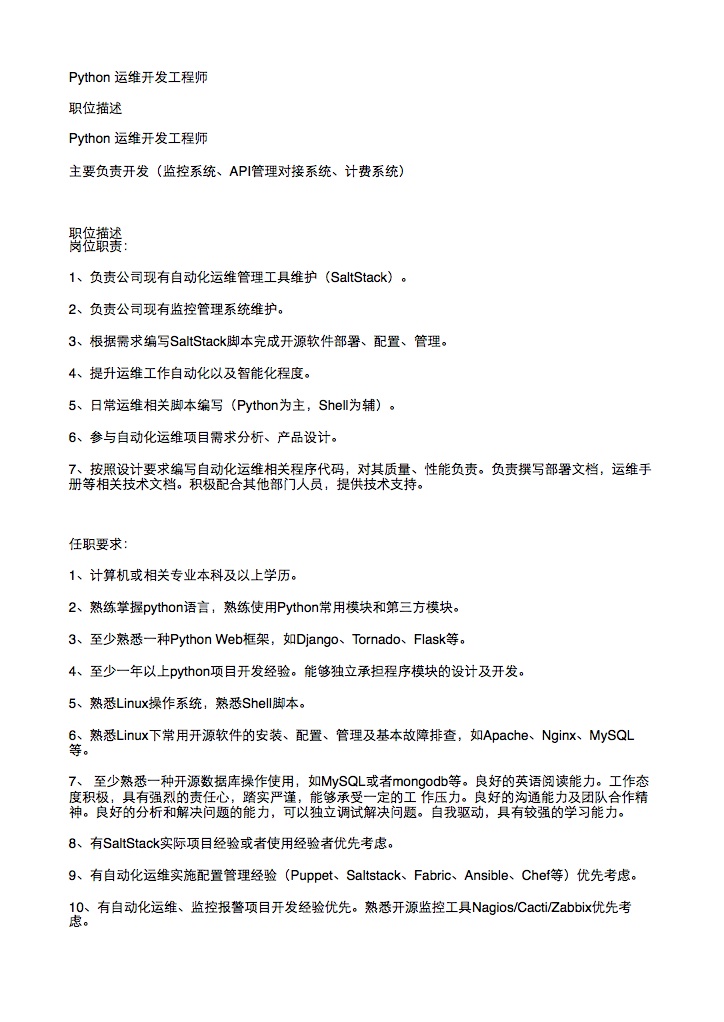 Python 运维开发工程师
职位描述
Python 运维开发工程师
主要负责开发（监控系统、API管理对接系统、计费系统）
职位描述
岗位职责：
1、负责公司现有自动化运维管理工具维护（SaltStack）。
2、负责公司现有监控管理系统维护。
3、根据需求编写SaltStack脚本完成开源软件部署、配置、管理。
4、提升运维工作自动化以及智能化程度。
5、日常运维相关脚本编写（Python为主，Shell为辅）。
6、参与自动化运维项目需求分析、产品设计。
7、按照设计要求编写自动化运维相关程序代码，对其质量、性能负责。负责撰写部署文档，运维手
册等相关技术文档。积极配合其他部门人员，提供技术支持。
任职要求：
1、计算机或相关专业本科及以上学历。
2、熟练掌握python语言，熟练使用Python常用模块和第三方模块。
3、至少熟悉一种Python Web框架，如Django、Tornado、Flask等。
4、至少一年以上python项目开发经验。能够独立承担程序模块的设计及开发。
5、熟悉Linux操作系统，熟悉Shell脚本。
6、熟悉Linux下常用开源软件的安装、配置、管理及基本故障排查，如Apache、Nginx、MySQL
等。
7、 至少熟悉一种开源数据库操作使用，如MySQL或者mongodb等。良好的英语阅读能力。工作态
度积极，具有强烈的责任心，踏实严谨，能够承受一定的工 作压力。良好的沟通能力及团队合作精
神。良好的分析和解决问题的能力，可以独立调试解决问题。自我驱动，具有较强的学习能力。
8、有SaltStack实际项目经验或者使用经验者优先考虑。
9、有自动化运维实施配置管理经验（Puppet、Saltstack、Fabric、Ansible、Chef等）优先考虑。
10、有自动化运维、监控报警项目开发经验优先。熟悉开源监控工具Nagios/Cacti/Zabbix优先考
虑。